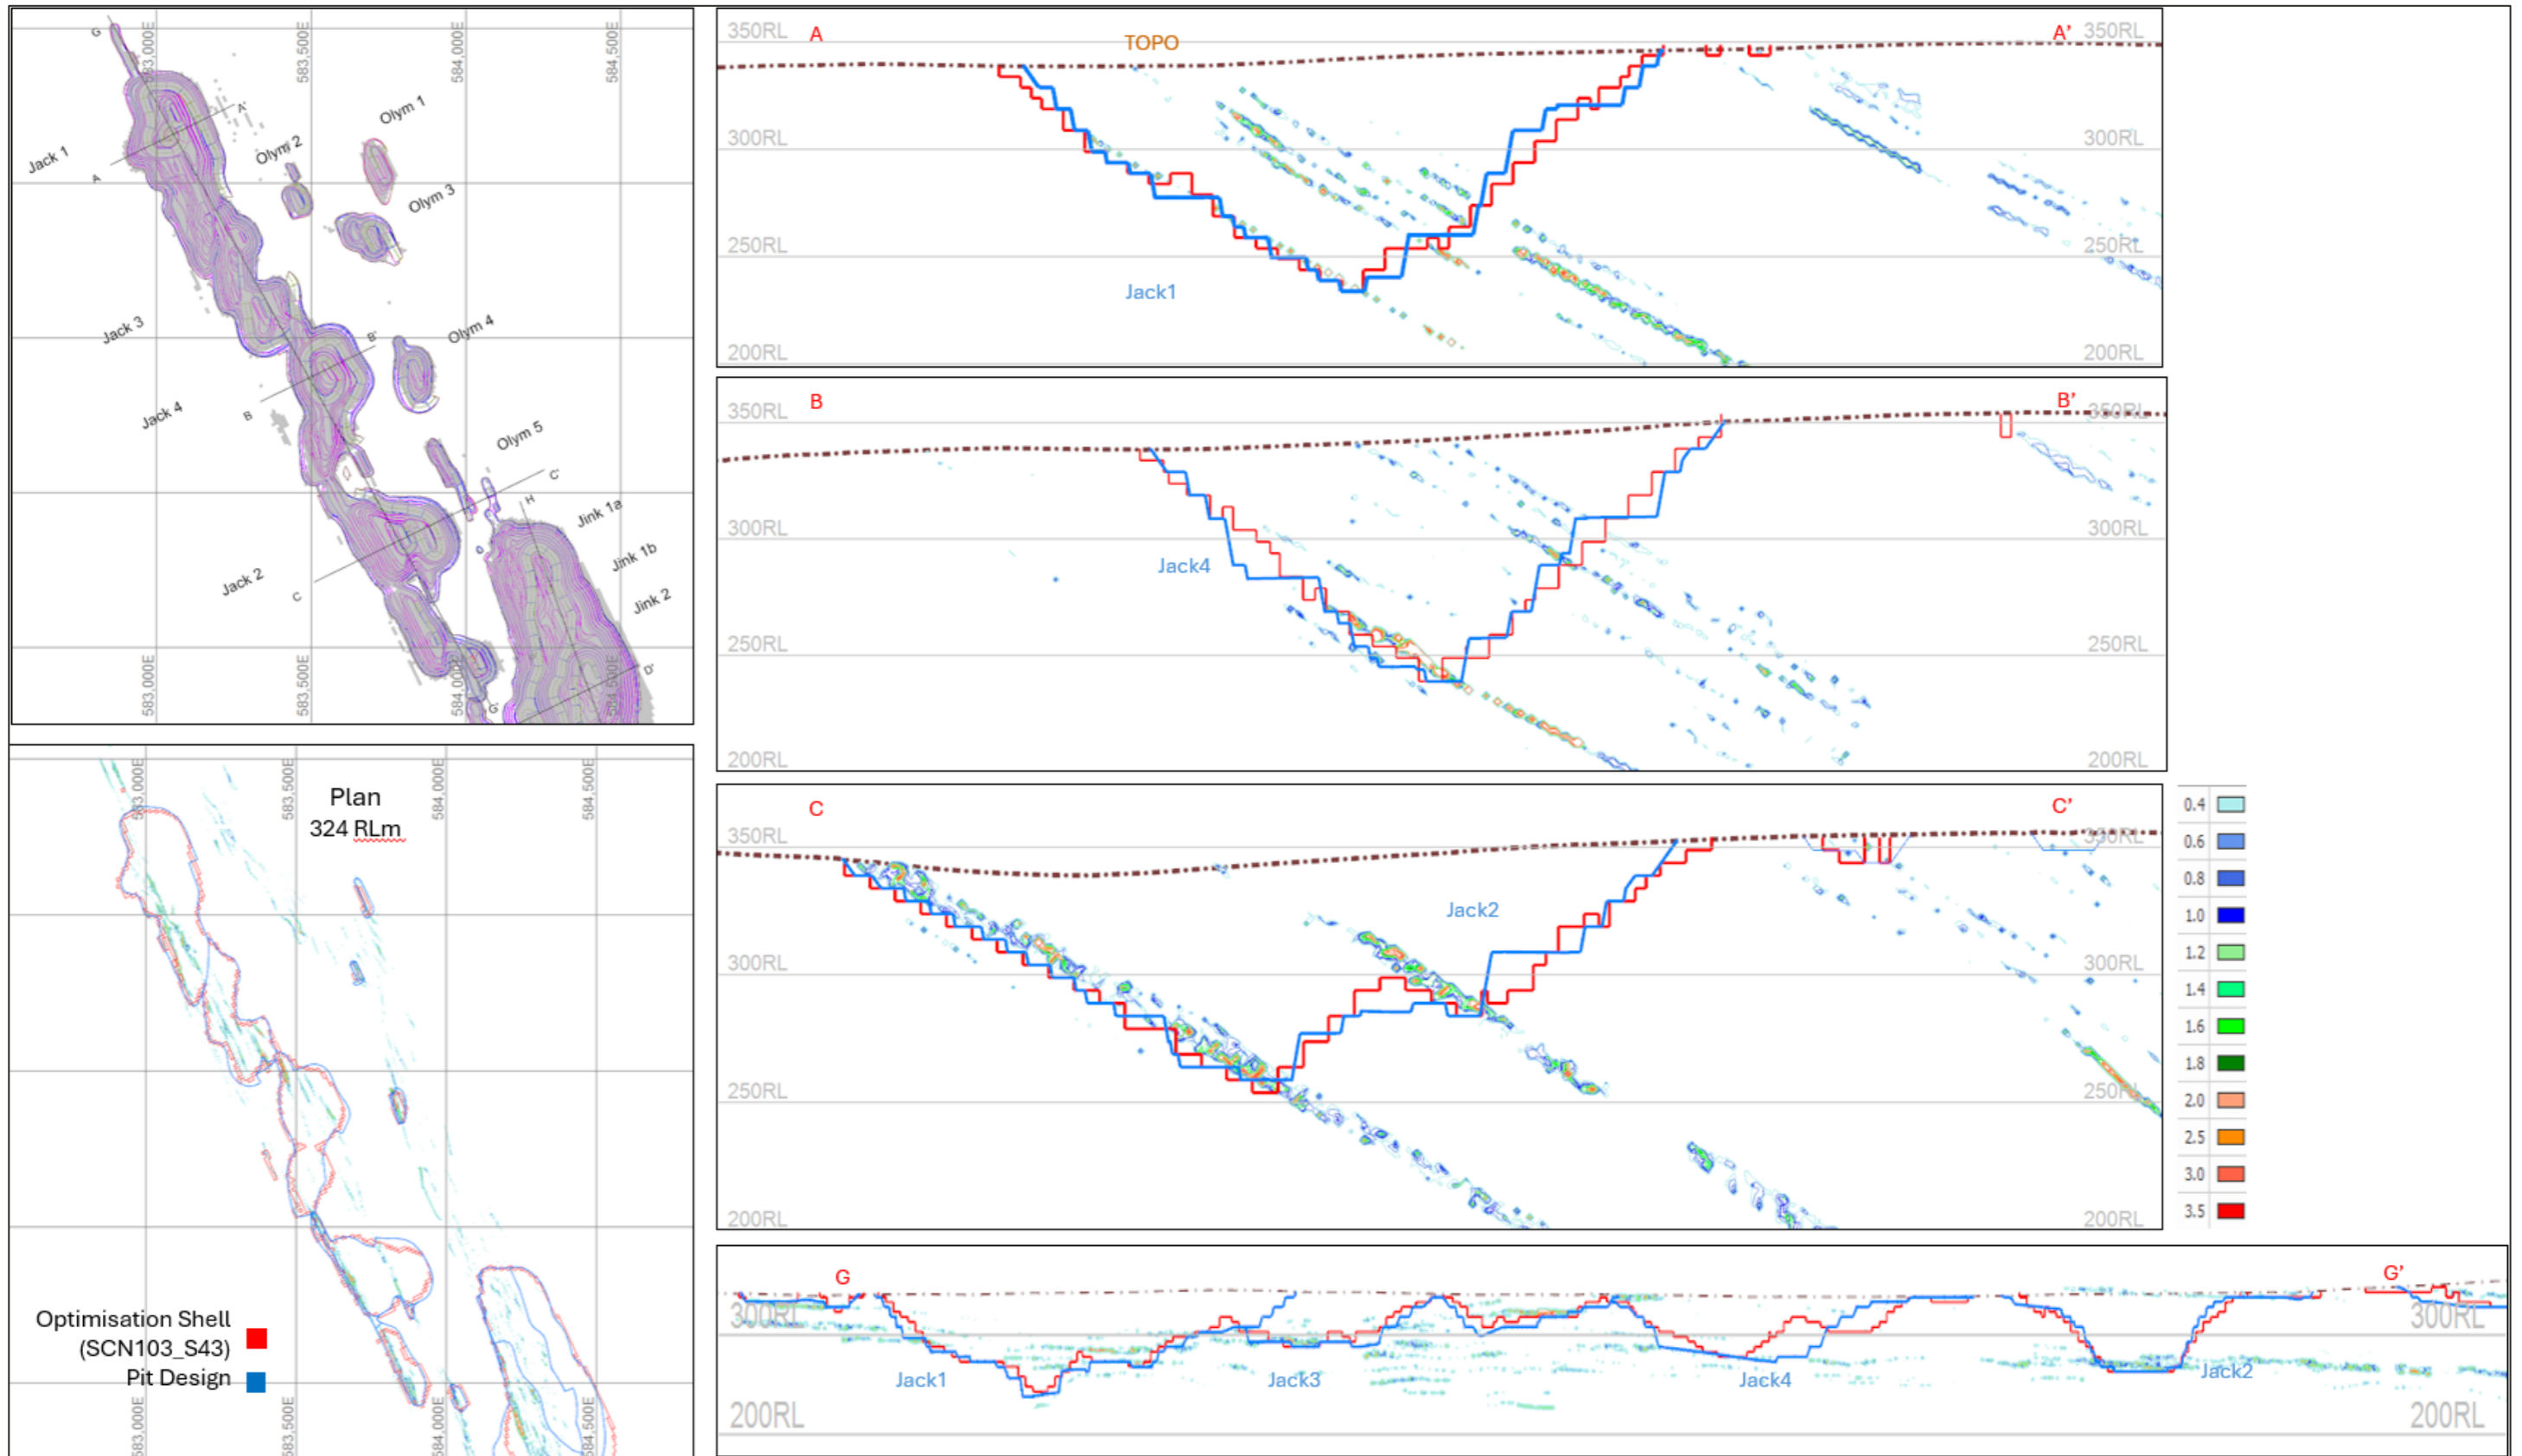 583,000E
583,500E
584,000E
584,500E
G
A'
Olym 1
Olym 2
Jack 1
A
Olym 3
Jack 3
B'
Olym 4
Jack 4
B
Olym 5
C'
H
Jink 1a
Jink 1b
Jack 2
C
Jink 2
D'
G'
583,000E
583,500E
584,000E
584,500E
583,000E
583,500E
584,000E
584,500E
Plan
324 RLm
Optimisation Shell
(SCN103_S43)
Pit Design
583,000E
583,500E
584,000E
584,500E
350RL
A
TOPO
A’
350RL
300RL
300RL
250RL
250RL
Jack1
200RL
200RL
B
B’
350RL
350RL
300RL
300RL
Jack4
250RL
250RL
200RL
200RL
C
C’
350RL
350RL
Jack2
300RL
300RL
250RL
250RL
200RL
200RL
0.4
0.6
0.8
1.0
1.2
1.4
1.6
1.8
2.0
2.5
3.0
3.5
G
G’
300RL
300RL
Jack1
Jack3
Jack4
Jack2
200RL
200RL